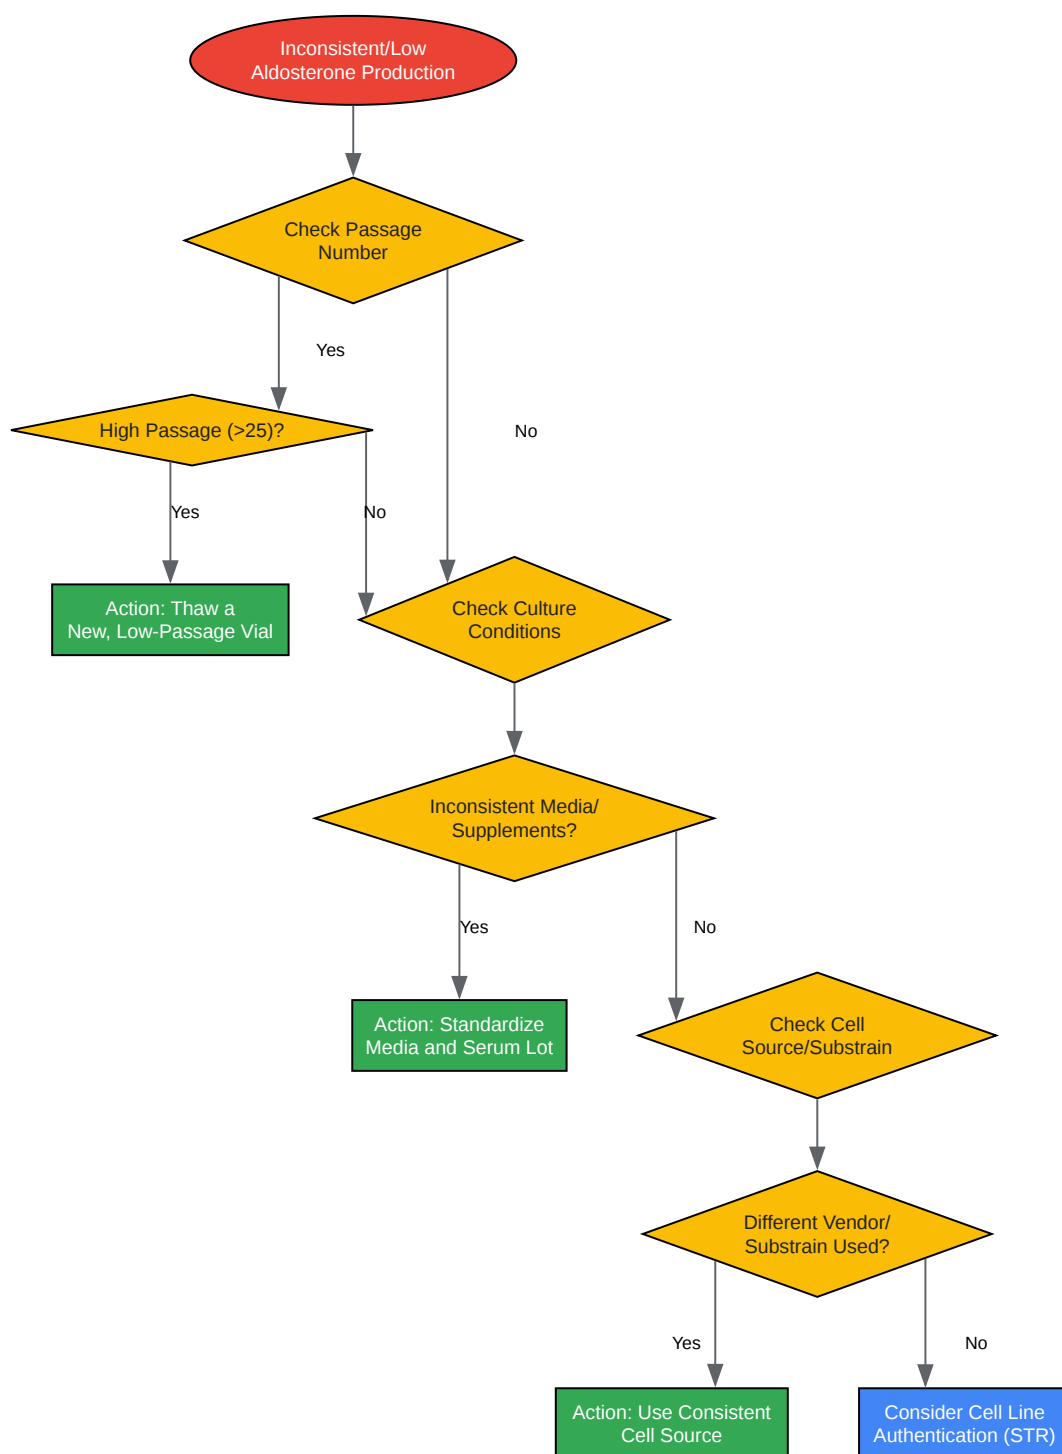 Inconsistent/Low
Aldosterone Production
Check Passage
Number
Yes
High Passage (>25)?
No
Yes
No
Action: Thaw a
New, Low-Passage Vial
Check Culture
Conditions
Inconsistent Media/
Supplements?
Yes
No
Action: Standardize
Media and Serum Lot
Check Cell
Source/Substrain
Different Vendor/
Substrain Used?
Yes
No
Action: Use Consistent
Cell Source
Consider Cell Line
Authentication (STR)